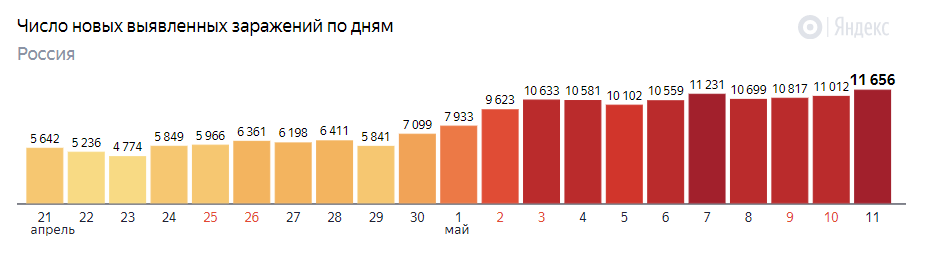 Число новых выявленных заражений по дням
Яндекс
Россия
5 642 5 236 4 774 5 849 5 966 6 361 6 198 6 411 5 841 7 099 7 933 9 623 10 633 10 581 10 102 10 559 11 231 10 699 10 817 11 012 11 656
21 22 23 24 25 26 27 28 29 30 1 2 3 4 5 6 7 8 9 10 11
апрель май